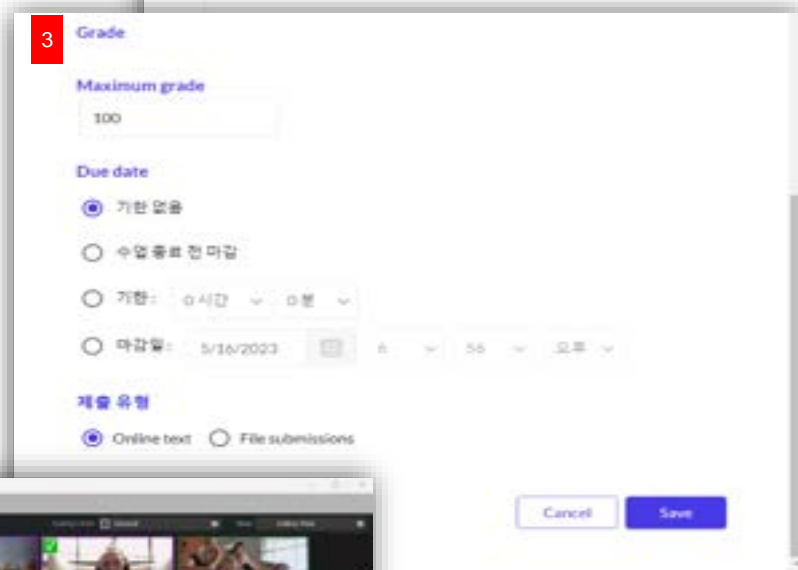 3
Grade
Maximum grade
100
Due date
기한 없음
수업 종료 전 마감
기한: 0 시간 0 분
마감일: 5/16/2023 6 56 오후
제출 유형
Online text File submissions
Cancel Save